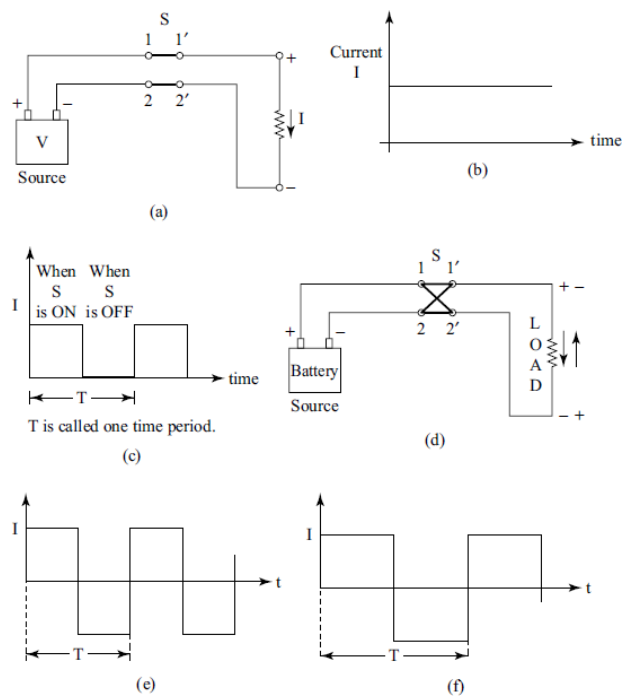 S
1 1′
+
+ −
2 2′
I
V
Source
−
(a)
Current
I
time
(b)
When When
S S
I is ON is OFF
time
T
T is called one time period.
(c)
S
1 1′
+ −
+ −
2 2′
L
O
A
D
Battery
Source
− +
(d)
I
t
T
(e)
I
t
T
(f)